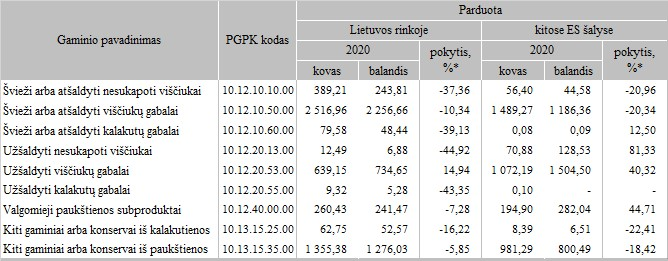 Parduota
Gaminio pavadinimas PGPK kodas Lietuvos rinkoje kitose ES šalyse
2020 pokytis, %* 2020 pokytis, %*
kovas balandis kovas balandis
Švieži arba atšaldyti nesukapoti viščiukai 10.12.10.10.00 389,21 243,81 -37,36 56,40 44,58 -20,96
Švieži arba atšaldyti viščiukų gabalai 10.12.10.50.00 2 516,96 2 256,66 -10,34 1 489,27 1 186,36 -20,34
Švieži arba atšaldyti kalakutų gabalai 10.12.10.60.00 79,58 48,44 -39,13 0,08 0,09 12,50
Užšaldyti nesukapoti viščiukai 10.12.20.13.00 12,49 6,88 -44,92 70,88 128,53 81,33
Užšaldyti viščiukų gabalai 10.12.20.53.00 639,15 734,65 14,94 1 072,19 1 504,50 40,32
Užšaldyti kalakutų gabalai 10.12.20.55.00 9,32 5,28 -43,35 0,10 - -
Valgomieji paukštienos subproduktai 10.12.40.00.00 260,43 241,47 -7,28 194,90 282,04 44,71
Kiti gaminiai arba konservai iš kalakutienos 10.13.15.25.00 62,75 52,57 -16,22 8,39 6,51 -22,41
Kiti gaminiai arba konservai iš paukštienos 10.13.15.35.00 1 355,38 1 276,03 -5,85 981,29 800,49 -18,42